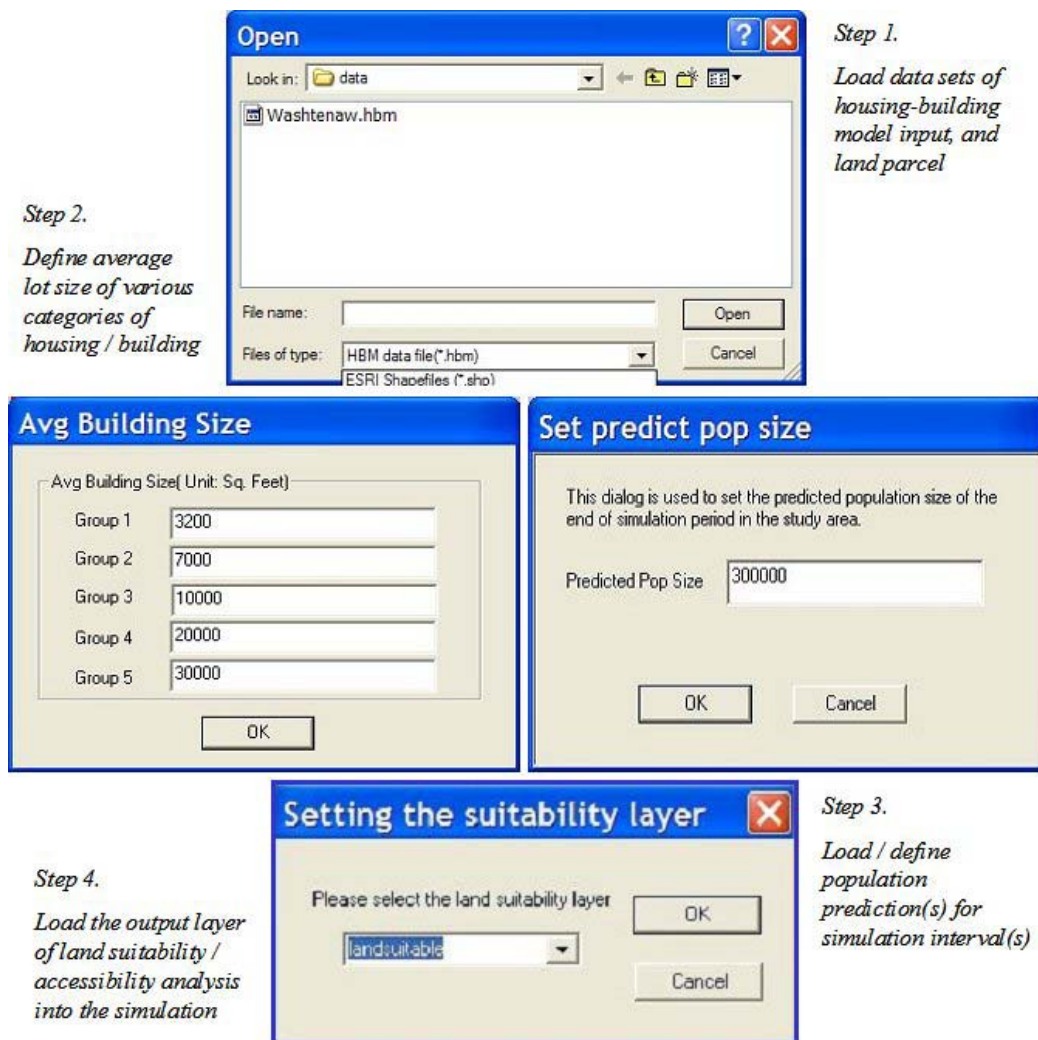 Open
Look in: data
Washtenaw.hbm
File name:
Open
Files of type: HBM data file(*.hbm)
Cancel
ESRI Shapefiles (*.shp)
Step 1.
Load data sets of
housing-building
model input, and
land parcel
Step 2.
Define average
lot size of various
categories of
housing / building
Avg Building Size
Avg Building Size( Unit: Sq. Feet)
Group 1 3200
Group 2 7000
Group 3 10000
Group 4 20000
Group 5 30000
OK
Set predict pop size
This dialog is used to set the predicted population size of the
end of simulation period in the study area.
Predicted Pop Size 300000
OK Cancel
Step 3.
Load / define
population
prediction(s) for
simulation interval(s)
Setting the suitability layer
Please select the land suitability layer
OK
landsuitable
Cancel
Step 4.
Load the output layer
of land suitability /
accessibility analysis
into the simulation